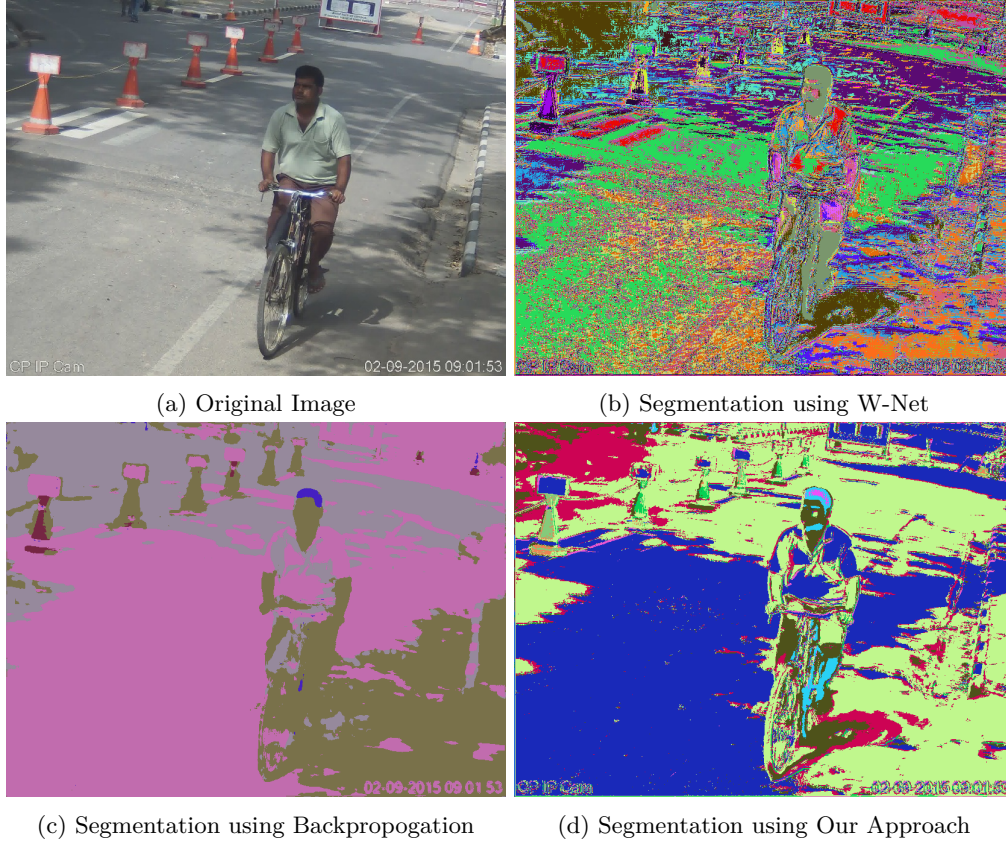 CP IP Cam
02-09-2015 09:01:53
(a) Original Image
(b) Segmentation using W-Net
02-09-2015 09:01:53
(c) Segmentation using Backpropogation
CP IP Cam
(d) Segmentation using Our Approach